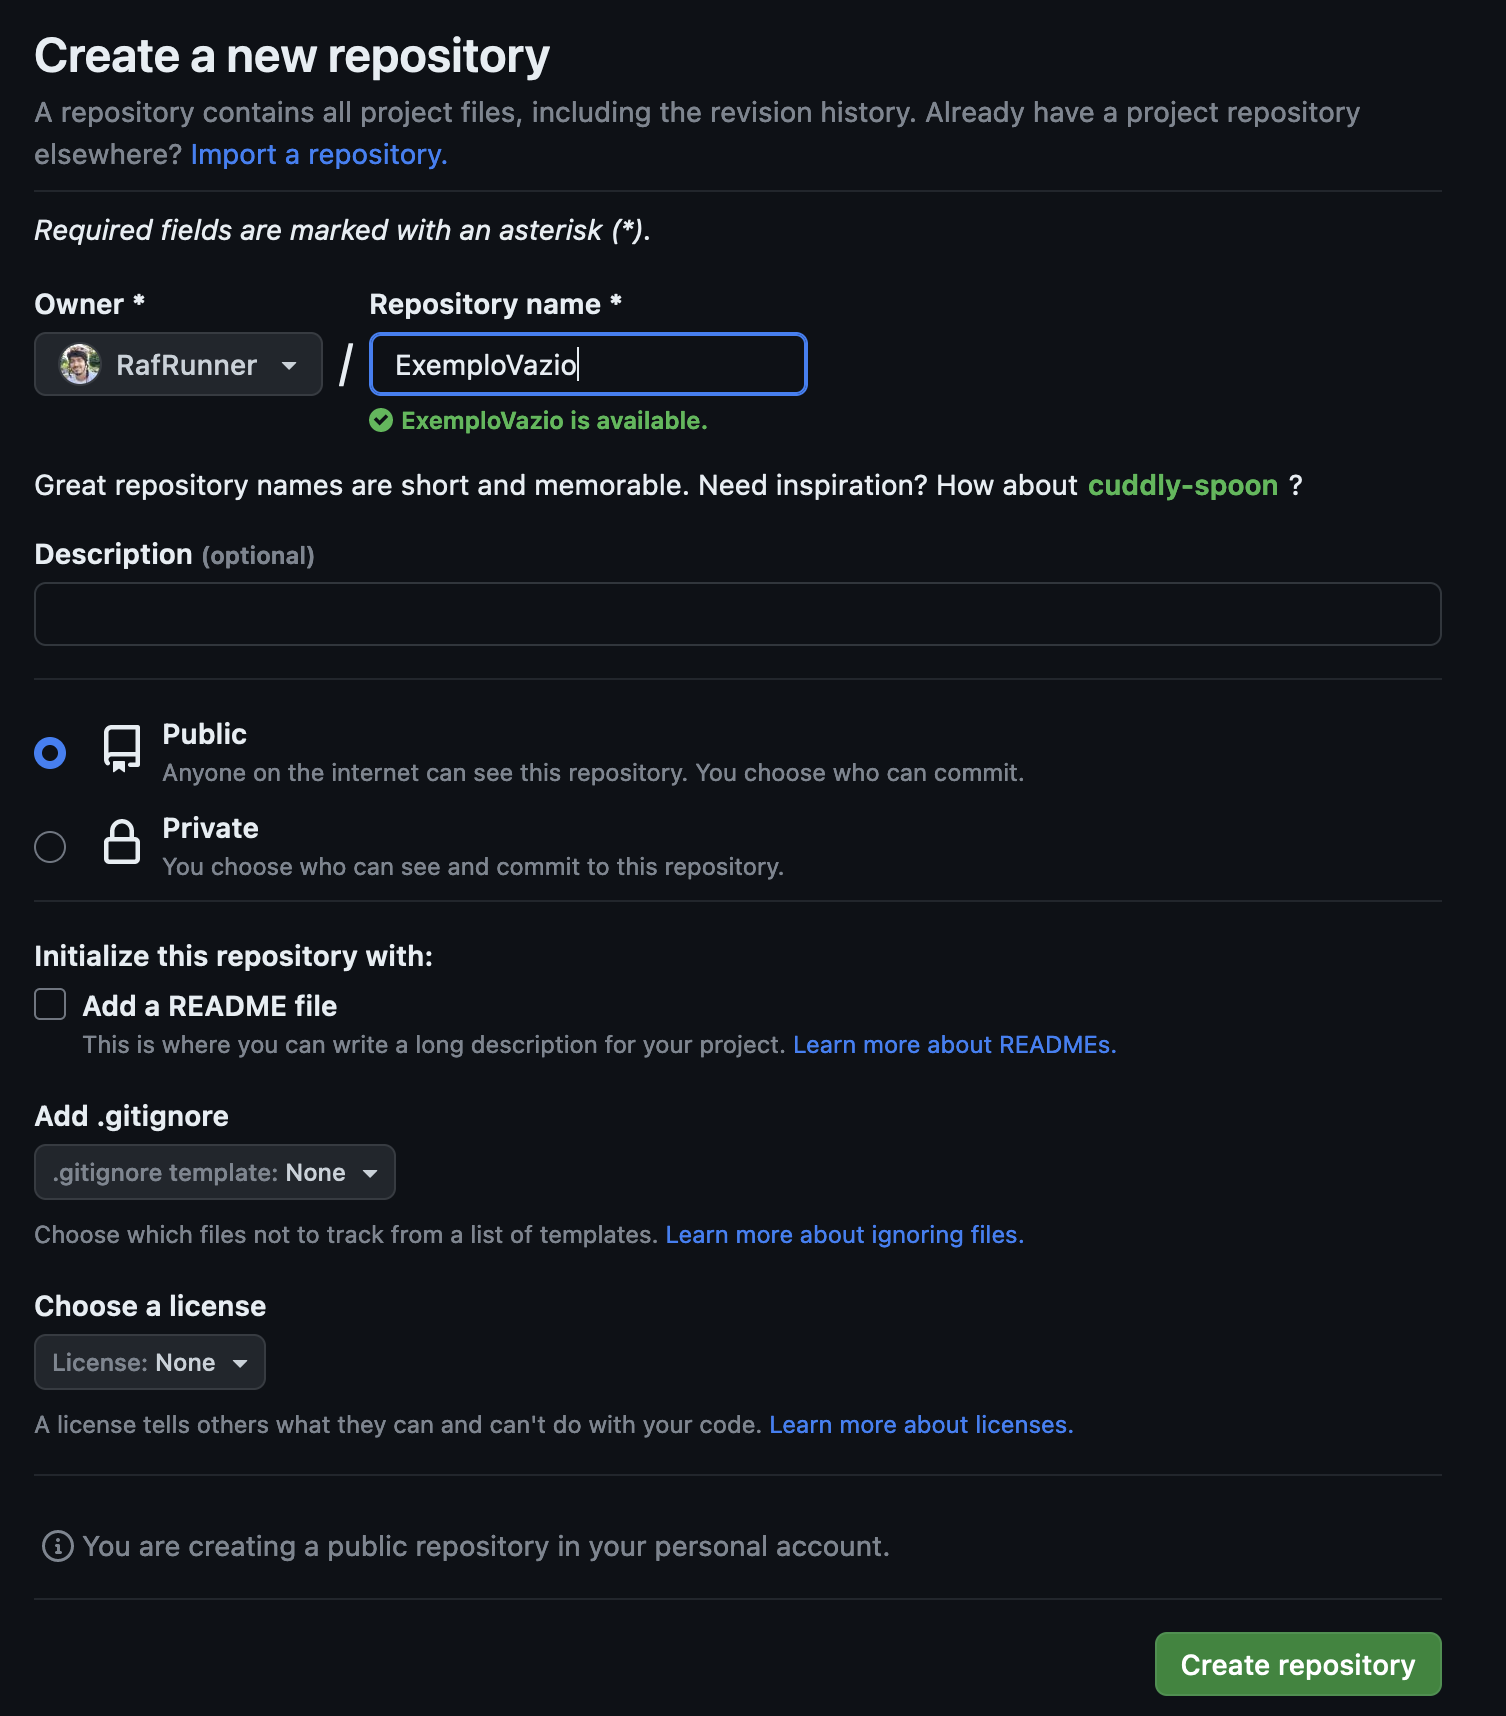 Create a new repository
A repository contains all project files, including the revision history. Already have a project repository
elsewhere? Import a repository.
Required fields are marked with an asterisk (*).
Owner *
Repository name *
RafRunner
/
ExemploVazio
ExemploVazio is available.
Great repository names are short and memorable. Need inspiration? How about cuddly-spoon ?
Description (optional)
Public
Anyone on the internet can see this repository. You choose who can commit.
Private
You choose who can see and commit to this repository.
Initialize this repository with:
Add a README file
This is where you can write a long description for your project. Learn more about READMEs.
Add .gitignore
.gitignore template: None
Choose which files not to track from a list of templates. Learn more about ignoring files.
Choose a license
License: None
A license tells others what they can and can't do with your code. Learn more about licenses.
You are creating a public repository in your personal account.
Create repository